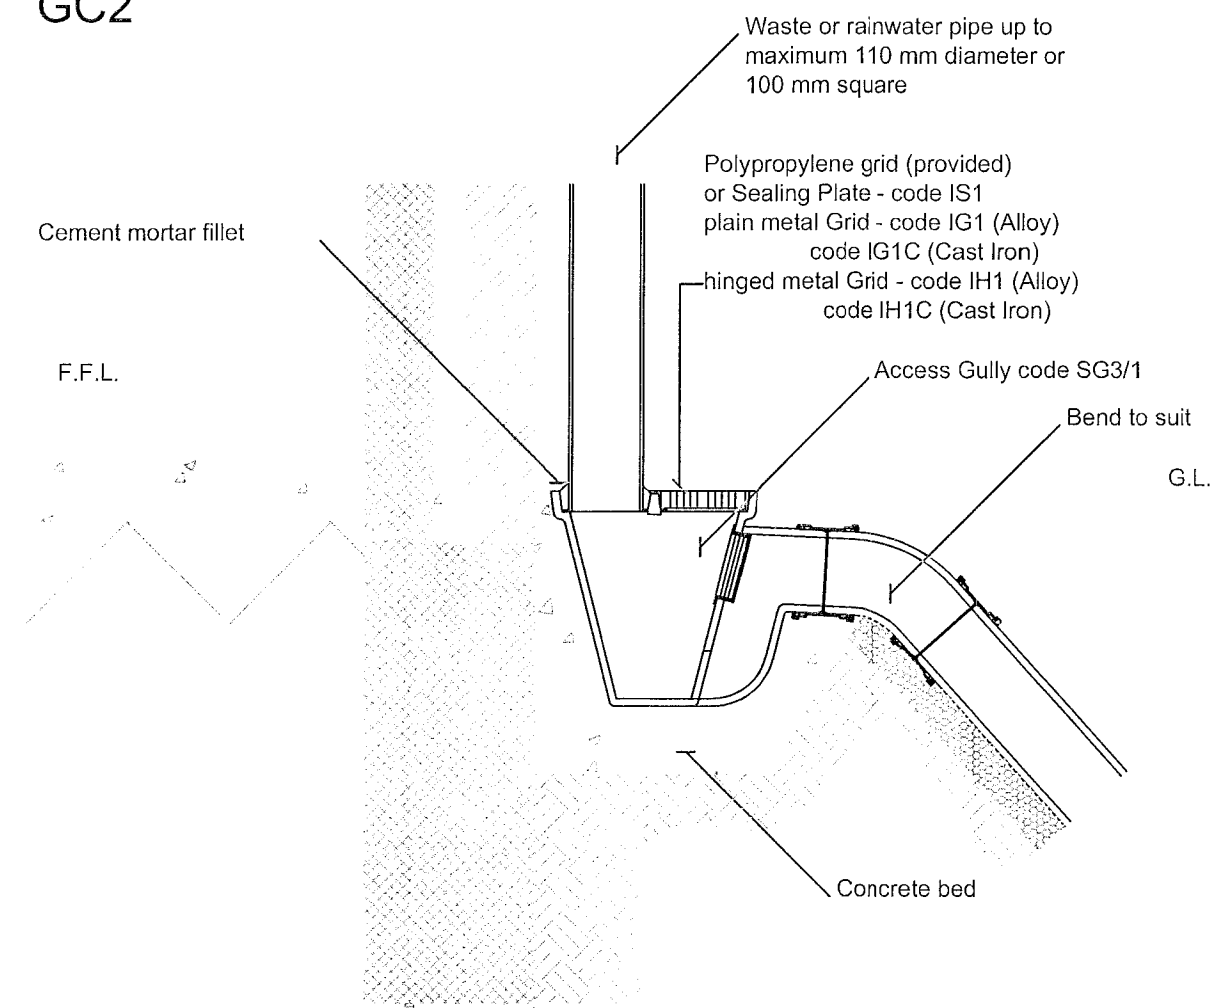 GC2
Waste or rainwater pipe up to
maximum 110 mm diameter or
100 mm square
Polypropylene grid (provided)
or Sealing Plate - code IS1
plain metal Grid - code IG1 (Alloy)
code IG1C (Cast Iron)
hinged metal Grid - code IH1 (Alloy)
code IH1C (Cast Iron)
Cement mortar fillet
F.F.L.
Access Gully code SG3/1
Bend to suit
G.L.
Concrete bed